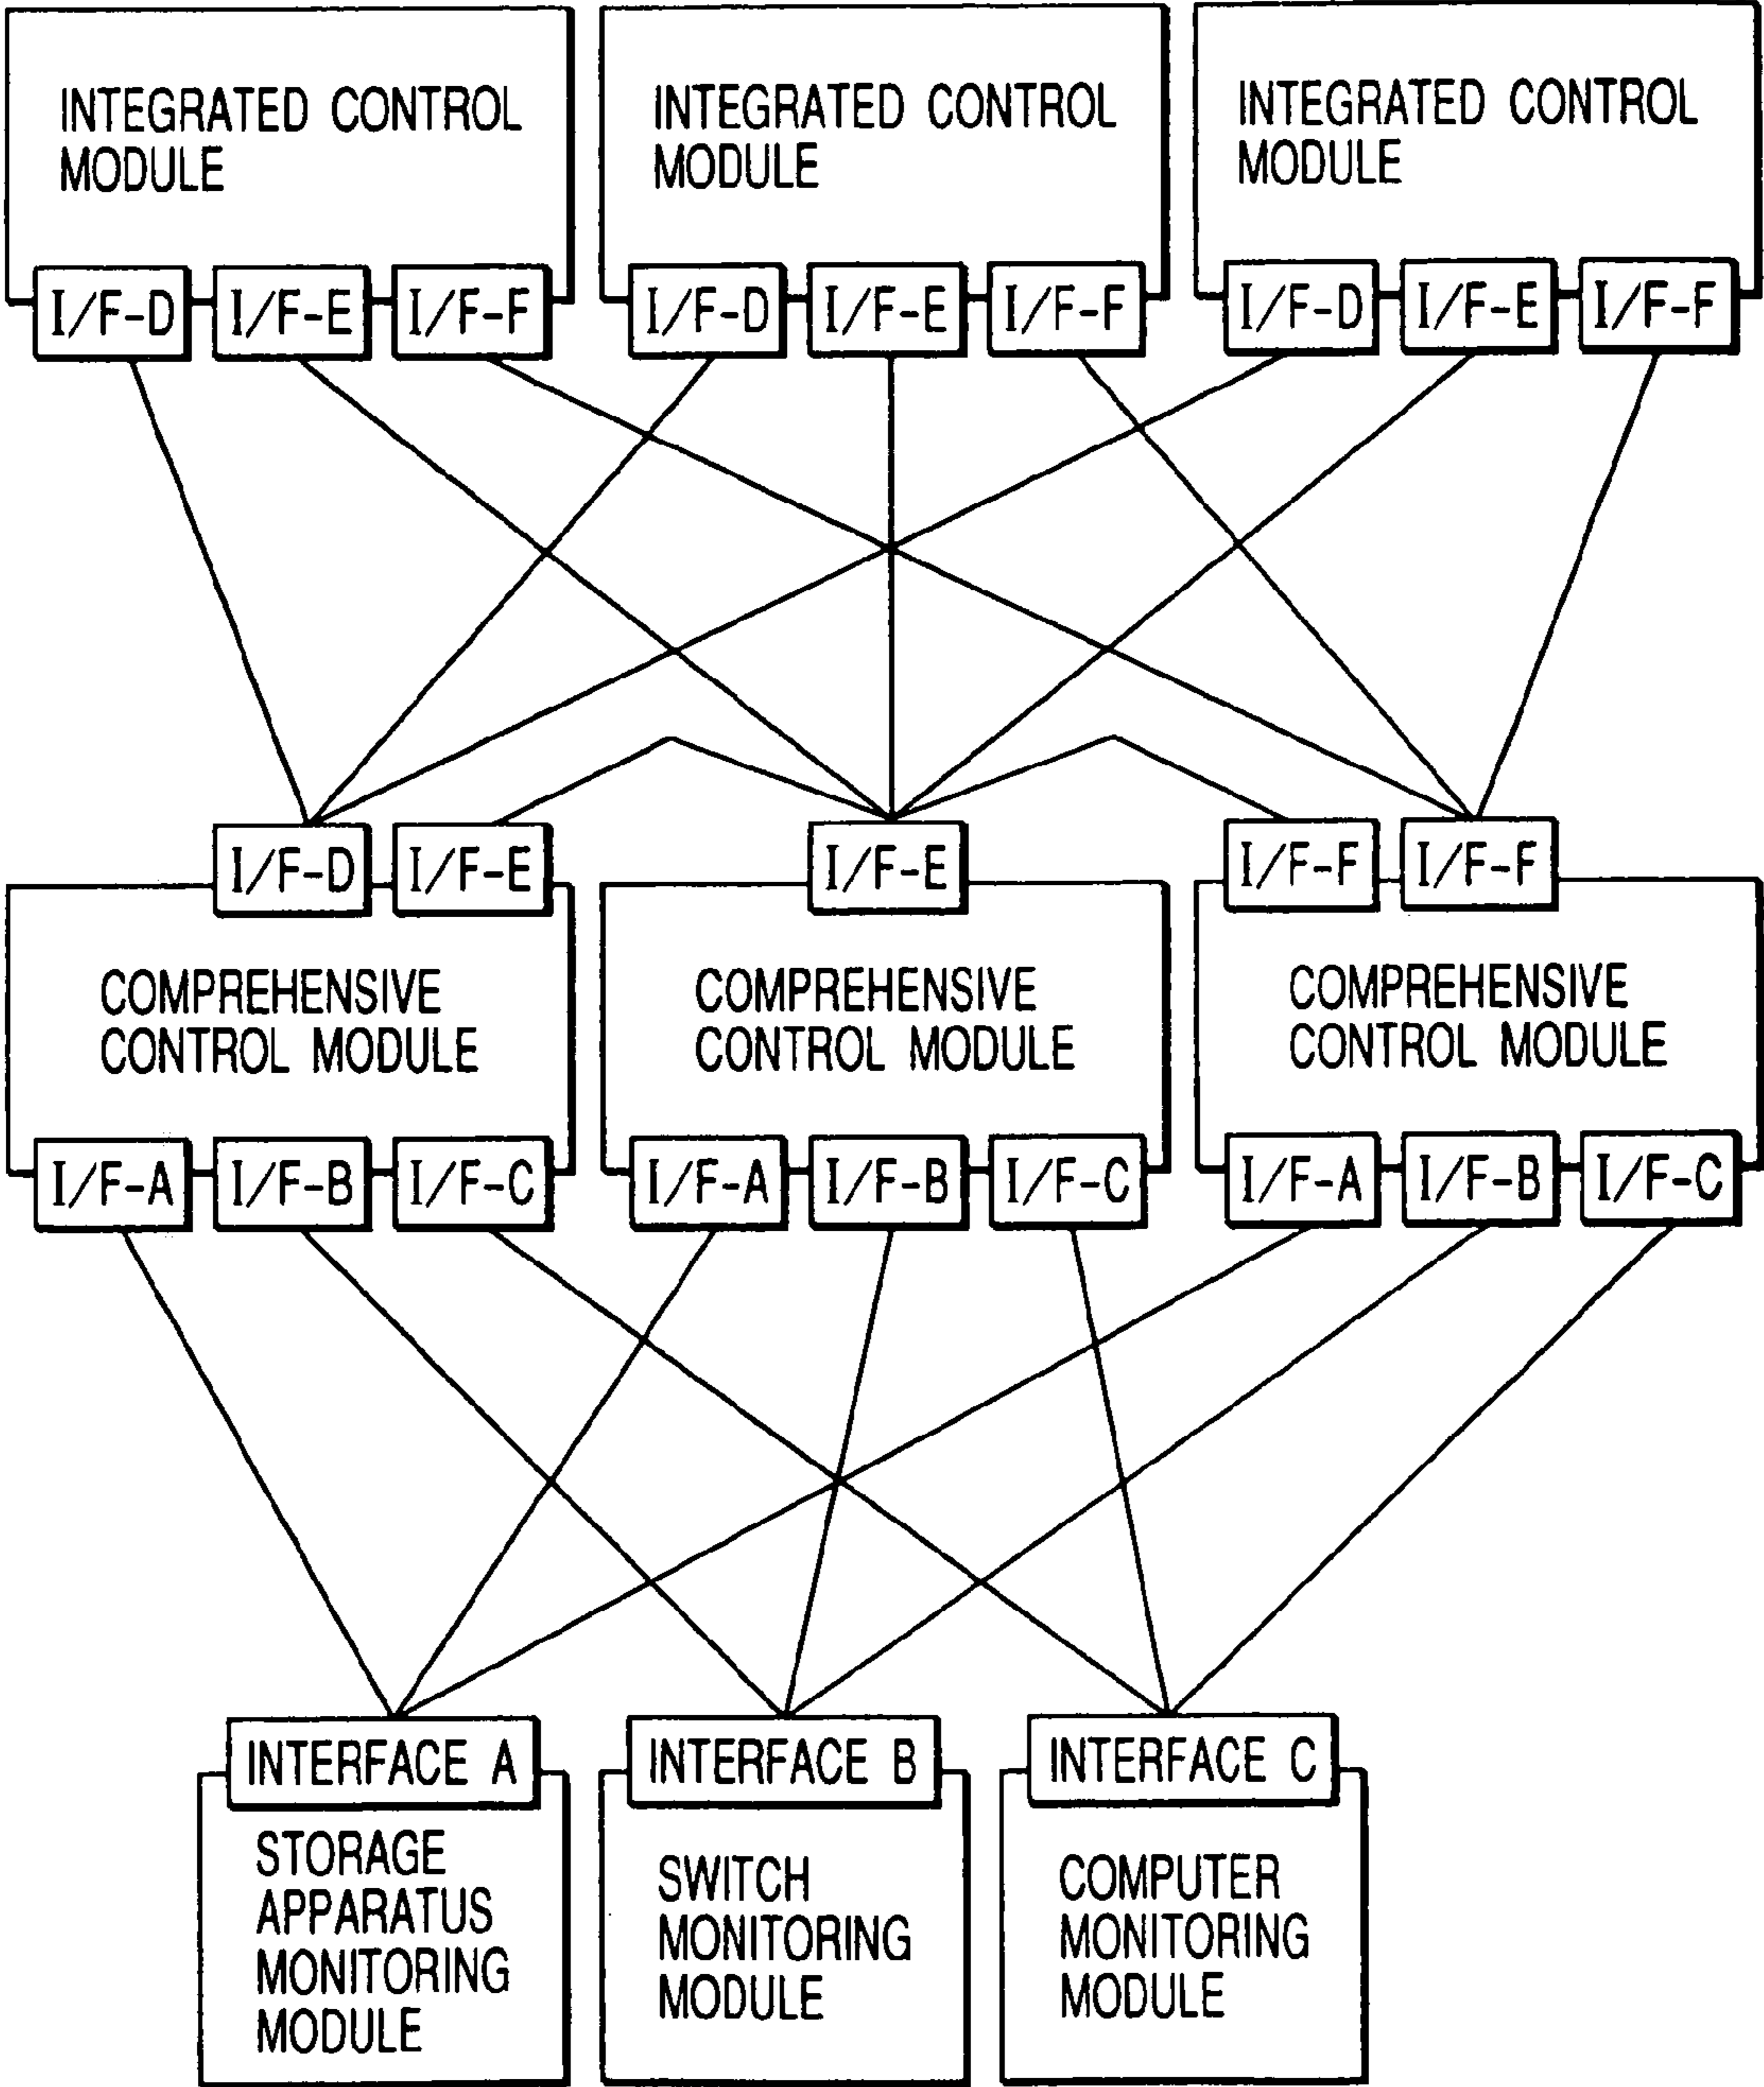 INTEGRATED CONTROL
MODULE
INTEGRATED CONTROL
MODULE
INTEGRATED CONTROL
MODULE
I/F-D
I/F-E
I/F-F
I/F-D
I/F-E
I/F-F
I/F-D
I/F-E
I/F-F
I/F-D
I/F-E
I/F-E
I/F-F
I/F-F
COMPREHENSIVE
CONTROL MODULE
COMPREHENSIVE
CONTROL MODULE
COMPREHENSIVE
CONTROL MODULE
I/F-A
I/F-B
I/F-C
I/F-A
I/F-B
I/F-C
I/F-A
I/F-B
I/F-C
INTERFACE A
STORAGE
APPARATUS
MONITORING
MODULE
INTERFACE B
SWITCH
MONITORING
MODULE
INTERFACE C
COMPUTER
MONITORING
MODULE